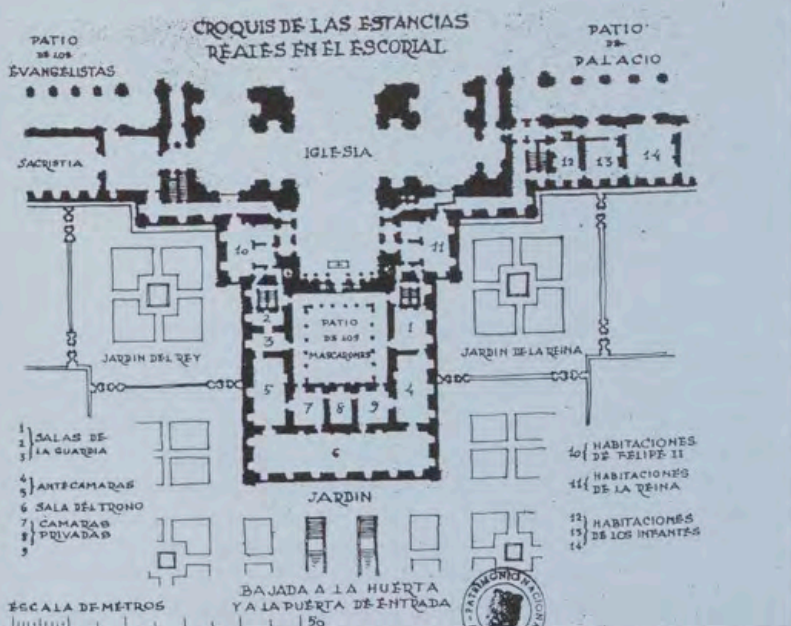 CROQUIS DE LAS ESTANCIAS
REALES EN EL ESCORIAL
PATIO
DE LOS
EVANGELISTAS
PATIO
DE
PALACIO
SACRISTIA
IGLESIA
12 13 14
10 11
2
3
1
PATIO
DE LOS
MASCARONES
JARDIN DEL REY
JARDIN DE LA REINA
5 4
7 8 9
6
JARDIN
1
2
3
SALAS DE
LA GUARDIA
4
5
ANTECAMARAS
6 SALA DEL TRONO
7
8
9
CAMARAS
PRIVADAS
10 HABITACIONES
DE FELIPE II
11 HABITACIONES
DE LA REINA
12
13
14
HABITACIONES
DE LOS INFANTES
BAJADA A LA HUERTA
Y A LA PUERTA DE ENTRADA
ESCALA DE METROS
50
PATRIMONIO NACIONAL